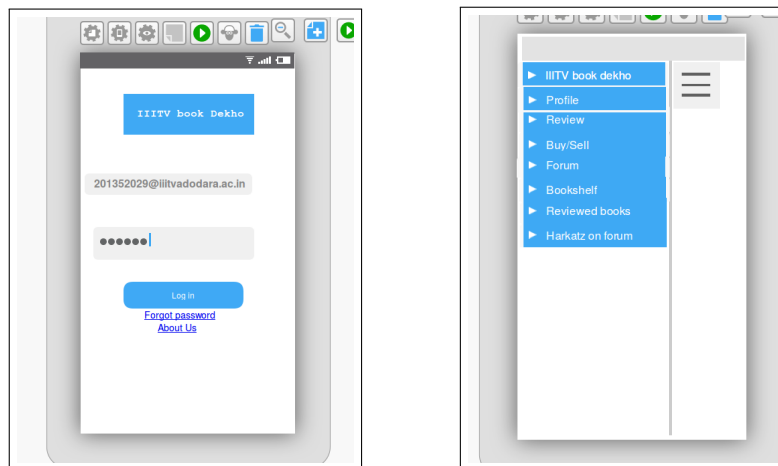 IIITV book Dekho
201352029@iiitvadodara.ac.in
Log in
Forgot password
About Us
IIITV book dekho
Profile
Review
Buy/Sell
Forum
Bookshelf
Reviewed books
Harkatz on forum